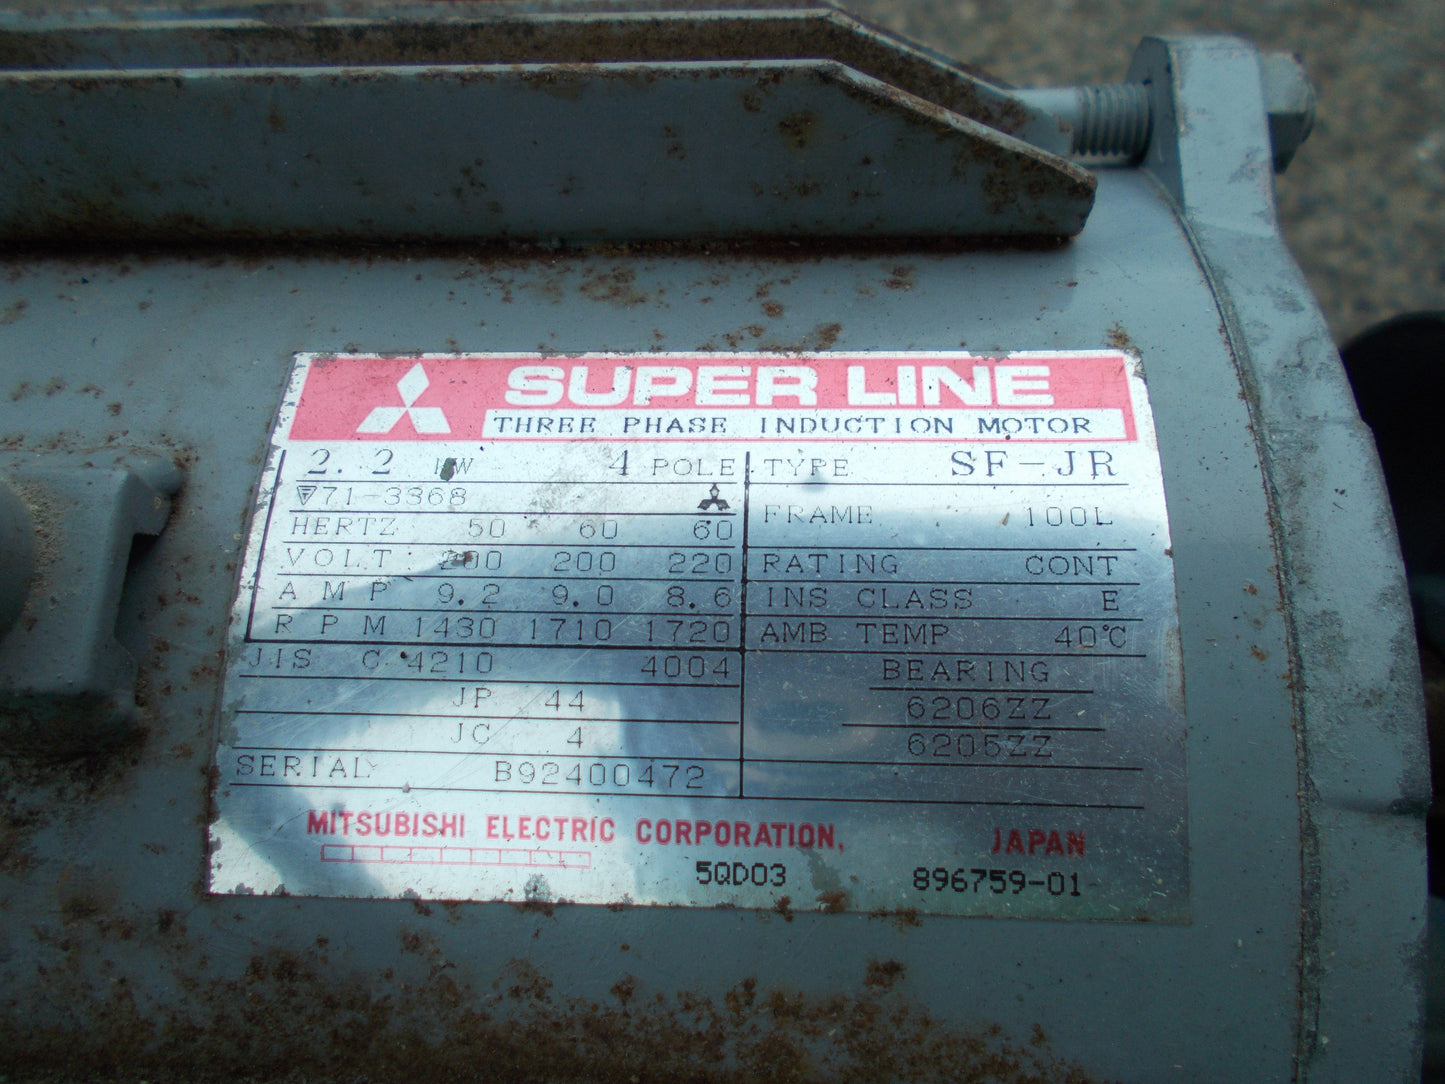 SUPER LINE
THREE PHASE INDUCTION MOTOR
2.2 kW 4 POLE
71-3368
HERTZ 50 60 60
VOLT 200 200 220
AMP 9.2 9.0 8.6
RPM 1430 1710 1720
JIS C 4210 4004
JP 44
JC 4
SERIAL B92400472
TYPE SF-JR
FRAME 100L
RATING CONT
INS CLASS E
AMB TEMP 40℃
BEARING
6206ZZ
6205ZZ
MITSUBISHI ELECTRIC CORPORATION, JAPAN
5QD03 896759-01